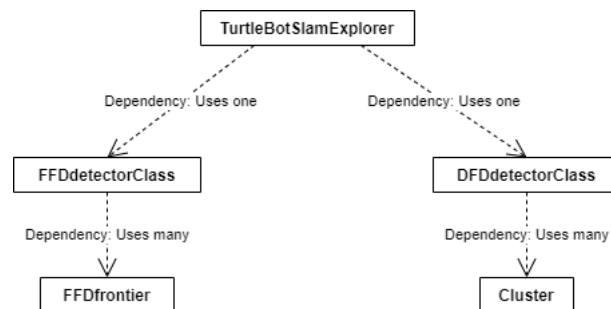 TurtleBotSlamExplorer
Dependency: Uses one
Dependency: Uses one
FFDdetectorClass
DFDdetectorClass
Dependency: Uses many
Dependency: Uses many
FFDfrontier
Cluster